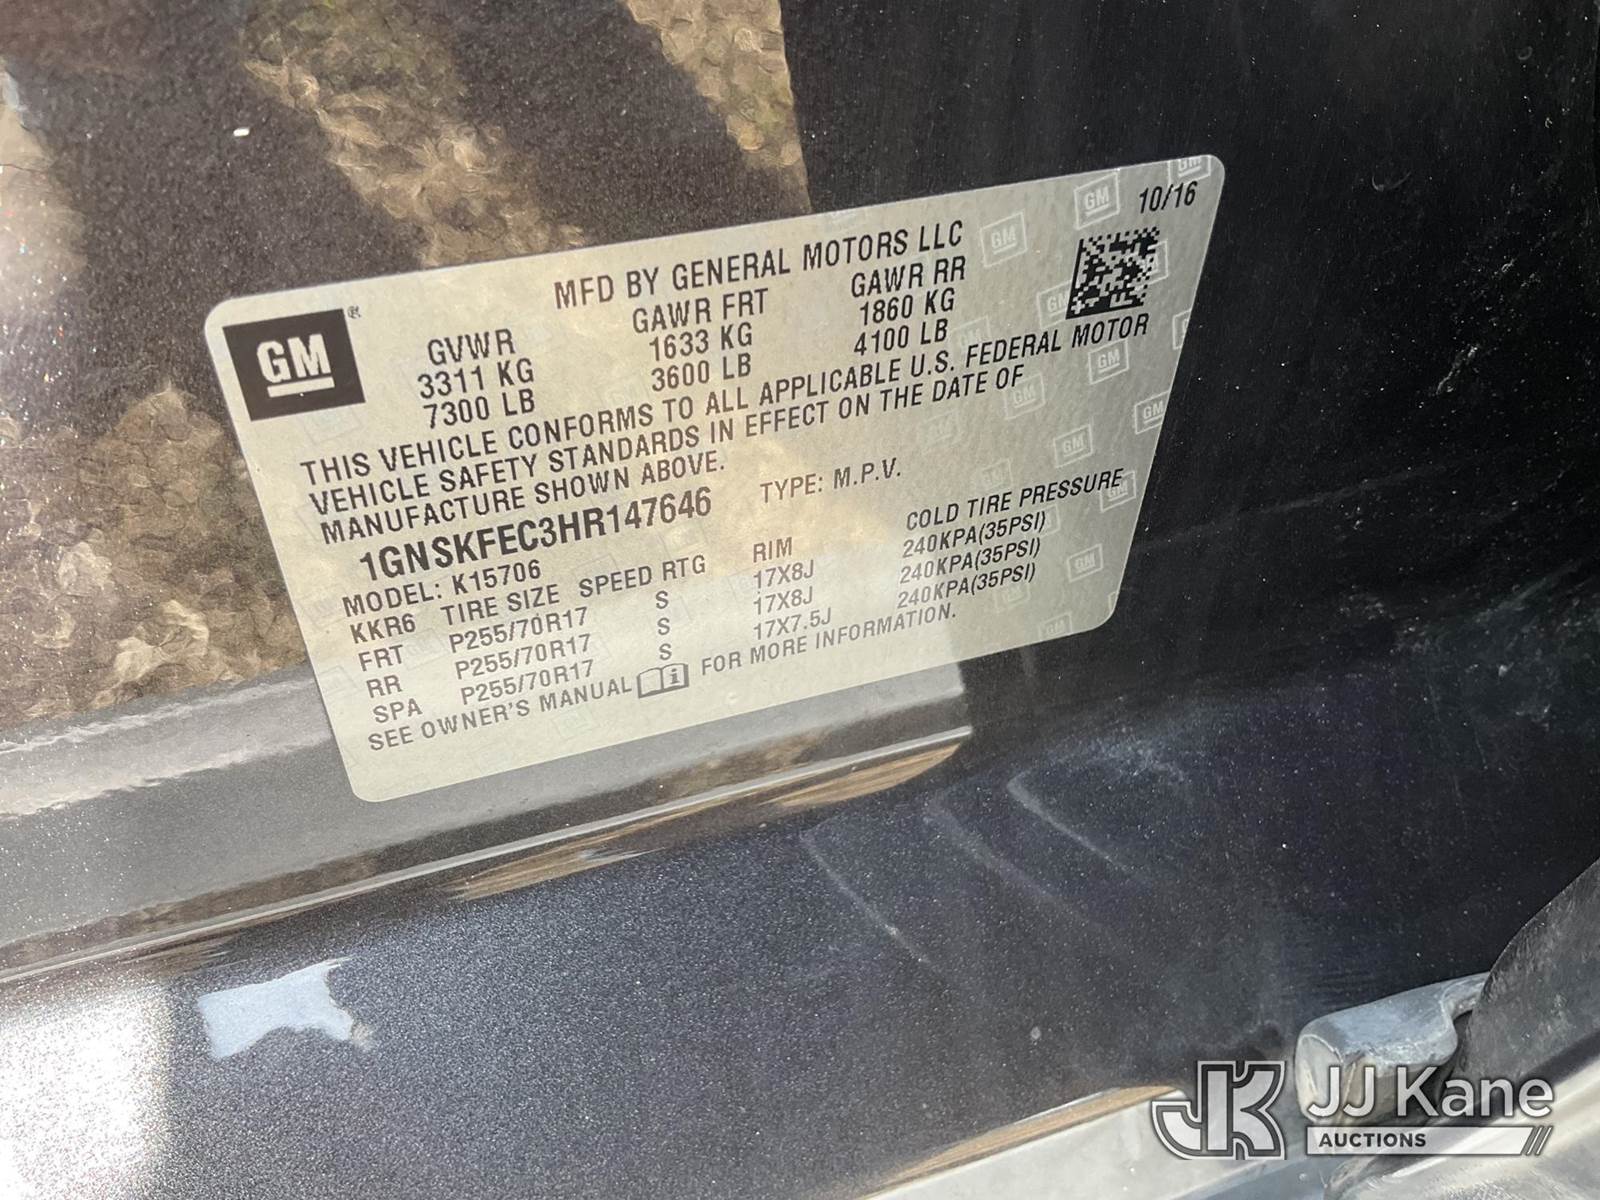 10/16
MFD BY GENERAL MOTORS LLC
GM ®
GVWR GAWR FRT GAWR RR
3311 KG 1633 KG 1860 KG
7300 LB 3600 LB 4100 LB
THIS VEHICLE CONFORMS TO ALL APPLICABLE U.S. FEDERAL MOTOR
VEHICLE SAFETY STANDARDS IN EFFECT ON THE DATE OF
MANUFACTURE SHOWN ABOVE.
1GNSKFEC3HR147646 TYPE: M.P.V.
MODEL: K15706
KKR6 TIRE SIZE SPEED RTG RIM COLD TIRE PRESSURE
FRT P255/70R17 S 17X8J 240KPA(35PSI)
RR P255/70R17 S 17X8J 240KPA(35PSI)
SPA P255/70R17 S 17X7.5J 240KPA(35PSI)
SEE OWNER'S MANUAL FOR MORE INFORMATION.
JK JJ Kane
AUCTIONS